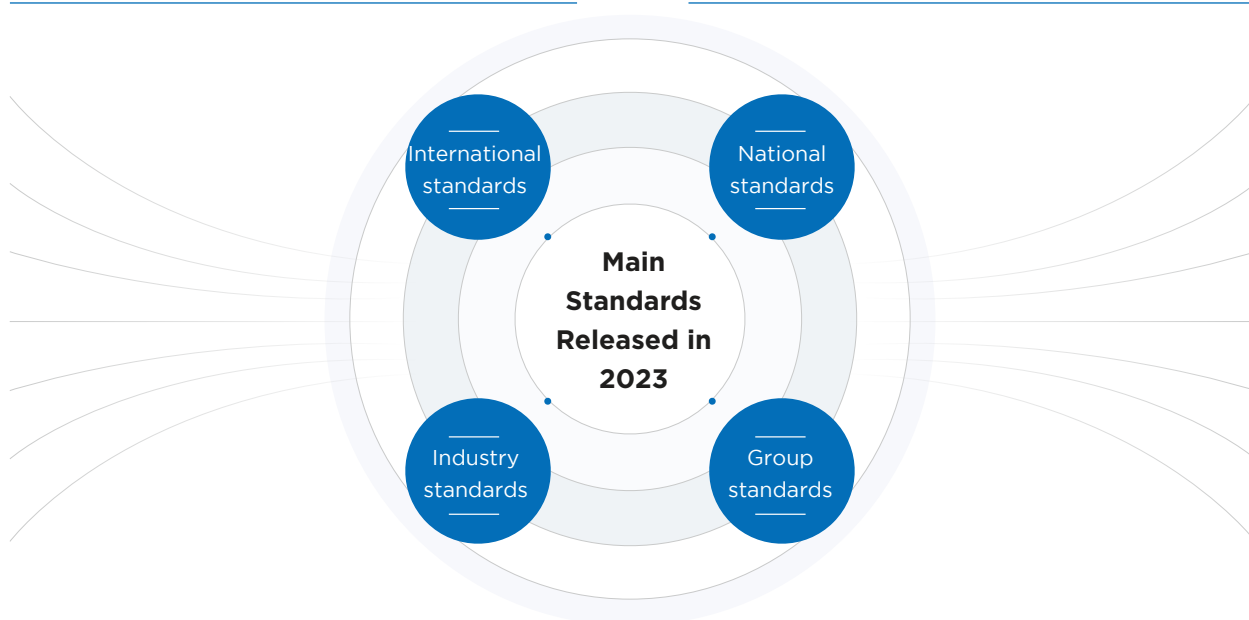 International
standards
National
standards
Main
Standards
Released in
2023
Industry
standards
Group
standards